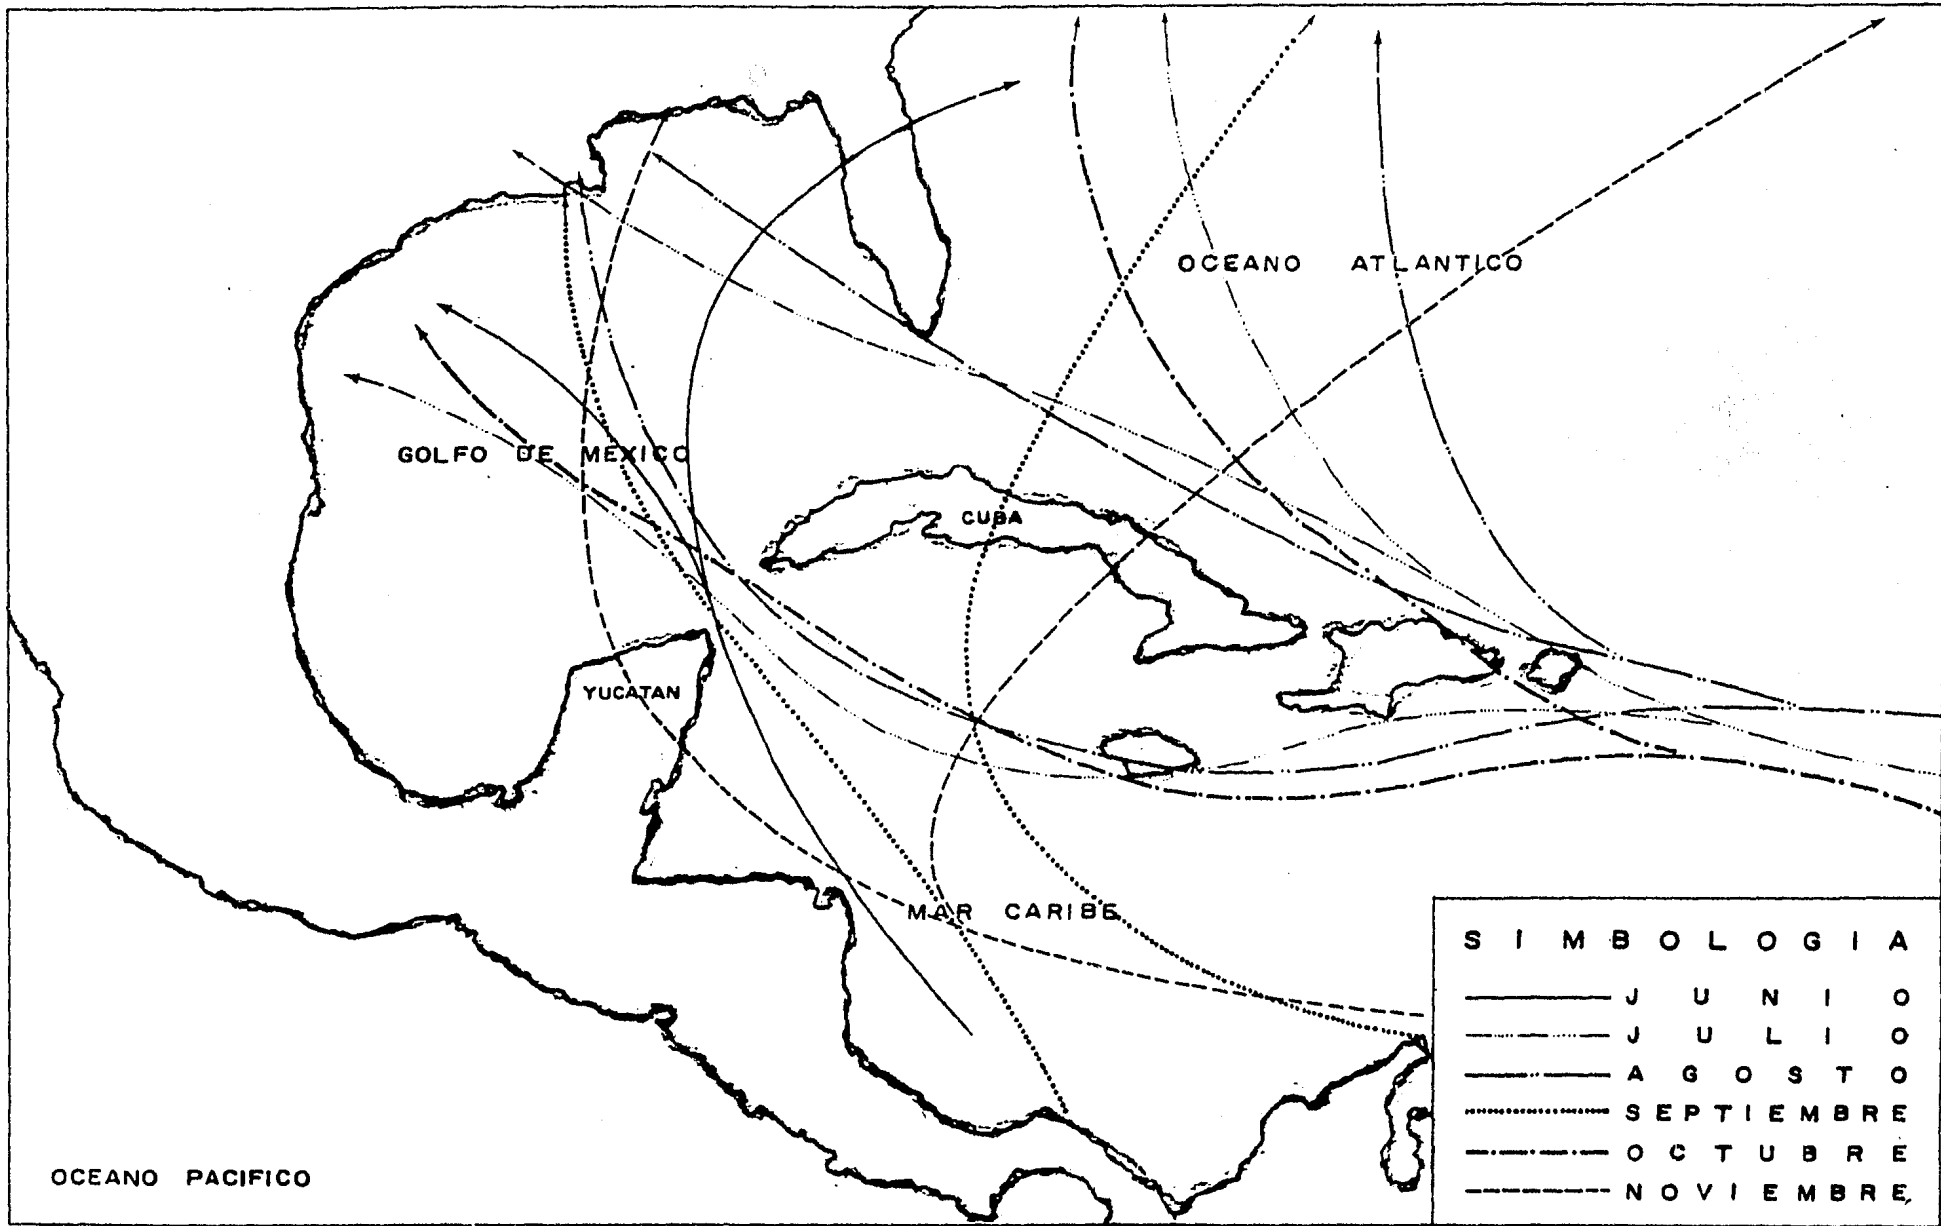 OCEANO ATLANTICO
GOLFO DE MEXICO
CUBA
YUCATAN
MAR CARIBE
OCEANO PACIFICO
SIMBOLOGIA
JUNIO
JULIO
AGOSTO
SEPTIEMBRE
OCTUBRE
NOVIEMBRE